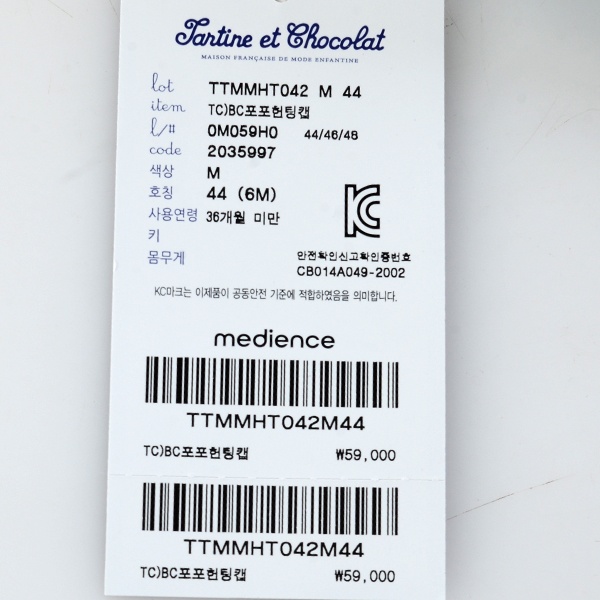 Tartine et Chocolat
MAISON FRANÇAISE DE MODE ENFANTINE
lot TTMMHT042 M 44
item TC)BC포포헌팅캡
l/# 0M059H0 44/46/48
code 2035997
색상 M
호칭 44 (6M)
사용연령 36개월 미만
키
몸무게
안전확인신고확인증번호
CB014A049-2002
KC마크는 이제품이 공동안전 기준에 적합하였음을 의미합니다.
medience
TTMMHT042M44
TC)BC포포헌팅캡 ₩59,000
TTMMHT042M44
TC)BC포포헌팅캡 ₩59,000